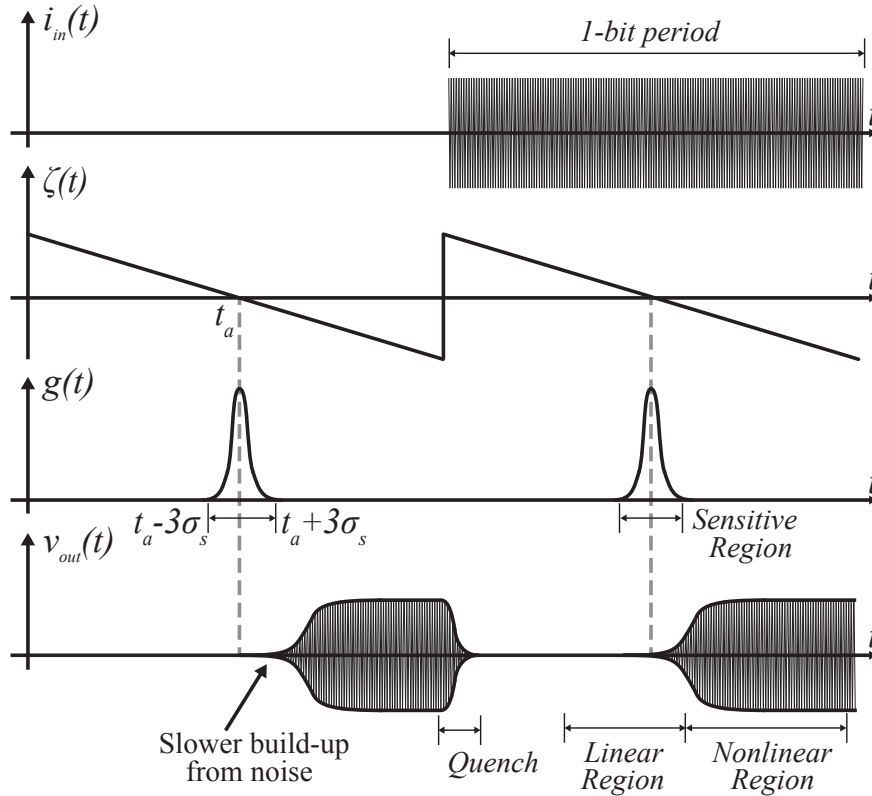 i_in(t)
1-bit period
t
ζ(t)
t
t_a
g(t)
t
t_a-3σ_s
t_a+3σ_s
Sensitive
Region
v_out(t)
t
Slower build-up
from noise
Quench
Linear
Region
Nonlinear
Region